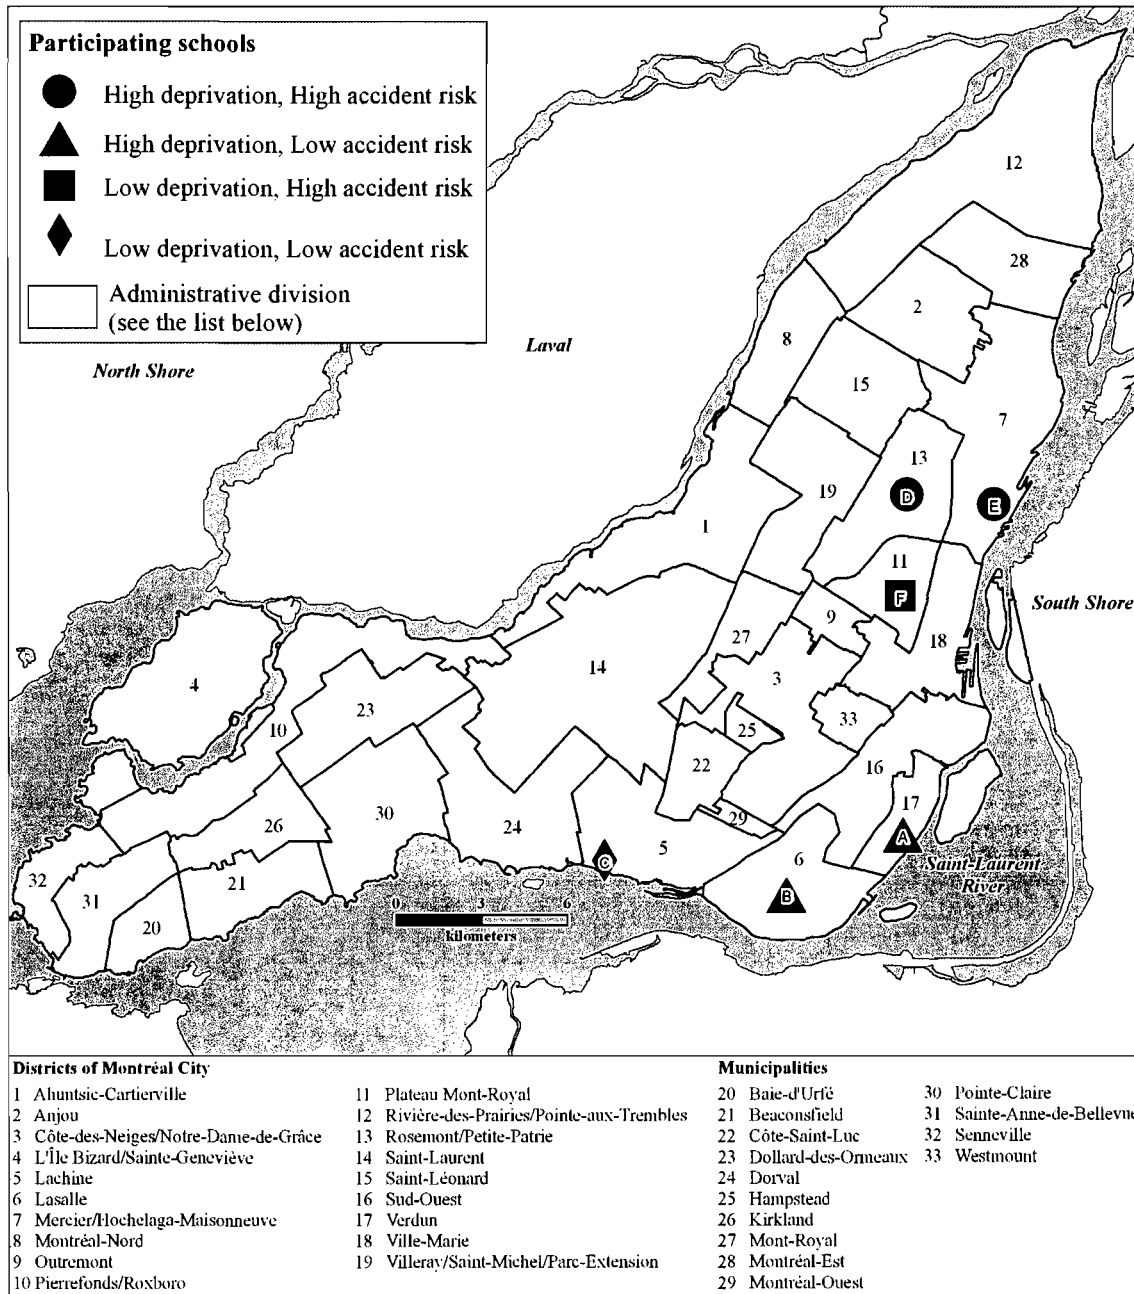 Participating schools
High deprivation, High accident risk
High deprivation, Low accident risk
Low deprivation, High accident risk
Low deprivation, Low accident risk
Administrative division
(see the list below)
North Shore
Laval
South Shore
Saint-Laurent
River
12
28
2
8
15
7
13
D
E
19
1
11
F
9
18
27
14
3
4
10
23
33
25
22
16
17
A
29
30
24
26
5
6
C
B
32
31
21
20
0 3 6
kilometers
Districts of Montréal City
1 Ahuntsic-Cartierville
2 Anjou
3 Côte-des-Neiges/Notre-Dame-de-Grâce
4 L'Île Bizard/Sainte-Geneviève
5 Lachine
6 Lasalle
7 Mercier/Hochelaga-Maisonneuve
8 Montréal-Nord
9 Outremont
10 Pierrefonds/Roxboro
11 Plateau Mont-Royal
12 Rivière-des-Prairies/Pointe-aux-Trembles
13 Rosemont/Petite-Patrie
14 Saint-Laurent
15 Saint-Léonard
16 Sud-Ouest
17 Verdun
18 Ville-Marie
19 Villeray/Saint-Michel/Parc-Extension
Municipalities
20 Baie-d'Urfé
21 Beaconsfield
22 Côte-Saint-Luc
23 Dollard-des-Ormeaux
24 Dorval
25 Hampstead
26 Kirkland
27 Mont-Royal
28 Montréal-Est
29 Montréal-Ouest
30 Pointe-Claire
31 Sainte-Anne-de-Bellevue
32 Senneville
33 Westmount